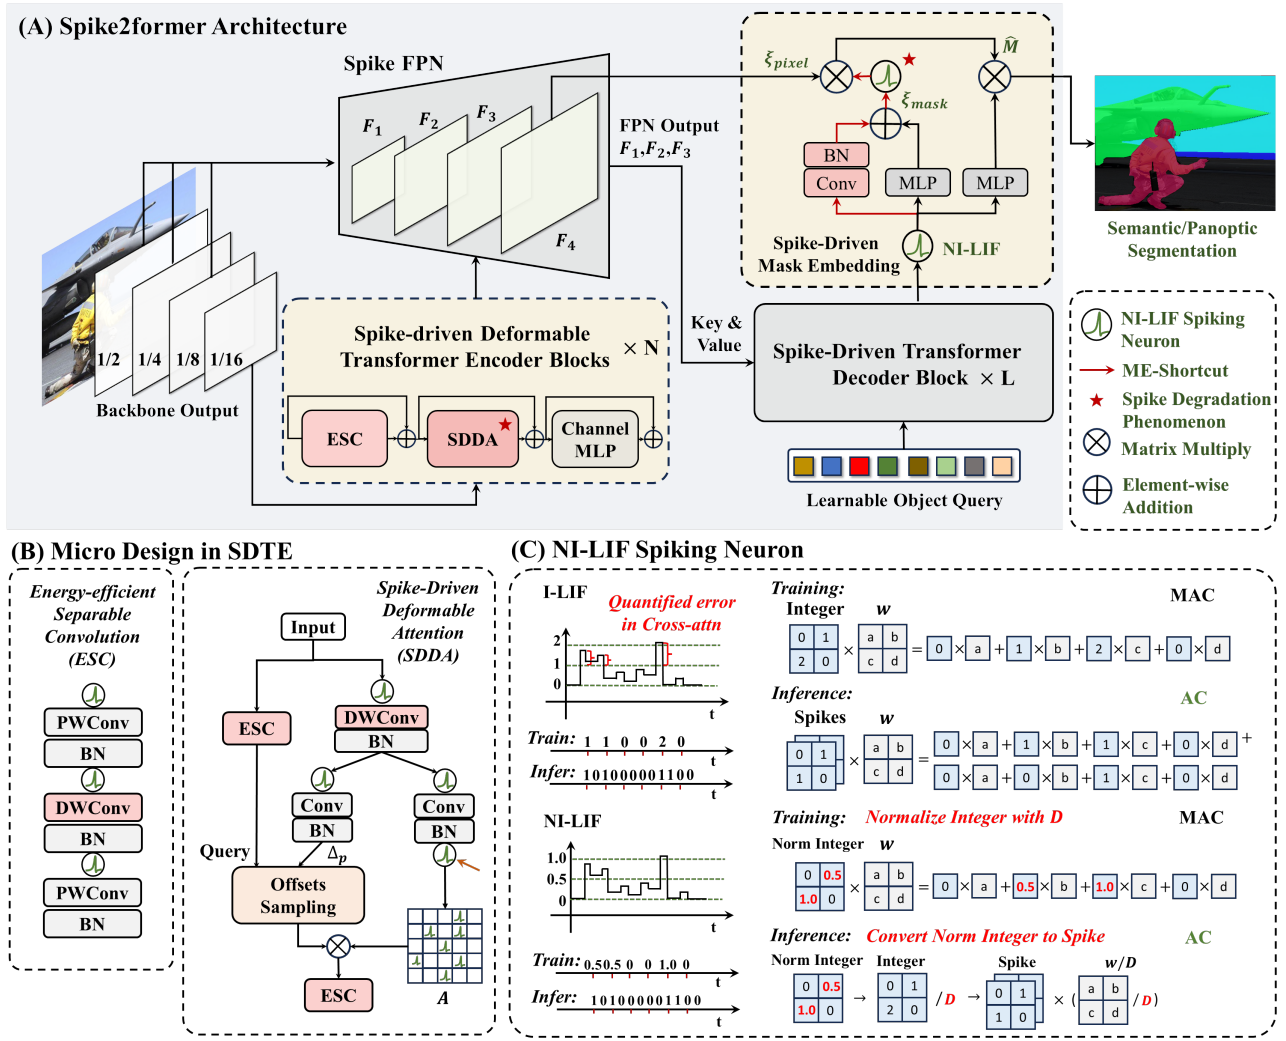 (A) Spike2former Architecture
Spike FPN
F1
F2
F3
F4
FPN Output
F1,F2,F3
1/2
1/4
1/8
1/16
Backbone Output
Spike-driven Deformable
Transformer Encoder Blocks × N
ESC
SDDA
Channel
MLP
Key &
Value
Spike-Driven Transformer
Decoder Block × L
Learnable Object Query
ξpixel
M̂
ξmask
BN
Conv
MLP
MLP
Spike-Driven
Mask Embedding
NI-LIF
Semantic/Panoptic
Segmentation
NI-LIF Spiking
Neuron
ME-Shortcut
Spike Degradation
Phenomenon
Matrix Multiply
Element-wise
Addition
(B) Micro Design in SDTE
Energy-efficient
Separable
Convolution
(ESC)
PWConv
BN
DWConv
BN
PWConv
BN
Spike-Driven
Deformable
Attention
(SDDA)
Input
ESC
DWConv
BN
Conv
BN
Conv
BN
Query
Δp
Offsets
Sampling
A
ESC
(C) NI-LIF Spiking Neuron
I-LIF
Quantified error
in Cross-attn
2
1
0
t
Train: 1 1 0 0 2 0
t
Infer: 101000001100
t
NI-LIF
1.0
0.5
0
t
Train: 0.50.5 0 0 1.0 0
Infer: 101000001100
t
Training:
MAC
Integer w
0 1
2 0
×
a b
c d
= 0 × a + 1 × b + 2 × c + 0 × d
Inference:
AC
Spikes w
0 1
1 0
×
a b
c d
= 0 × a + 1 × b + 1 × c + 0 × d +
0 × a + 0 × b + 1 × c + 0 × d
Training: Normalize Integer with D
MAC
Norm Integer w
0 0.5
1.0 0
×
a b
c d
= 0 × a + 0.5 × b + 1.0 × c + 0 × d
Inference: Convert Norm Integer to Spike
AC
Norm Integer Integer Spike w/D
0 0.5
1.0 0
→
0 1
2 0
/D →
0 1
1 0
× (
a b
c d
/D)